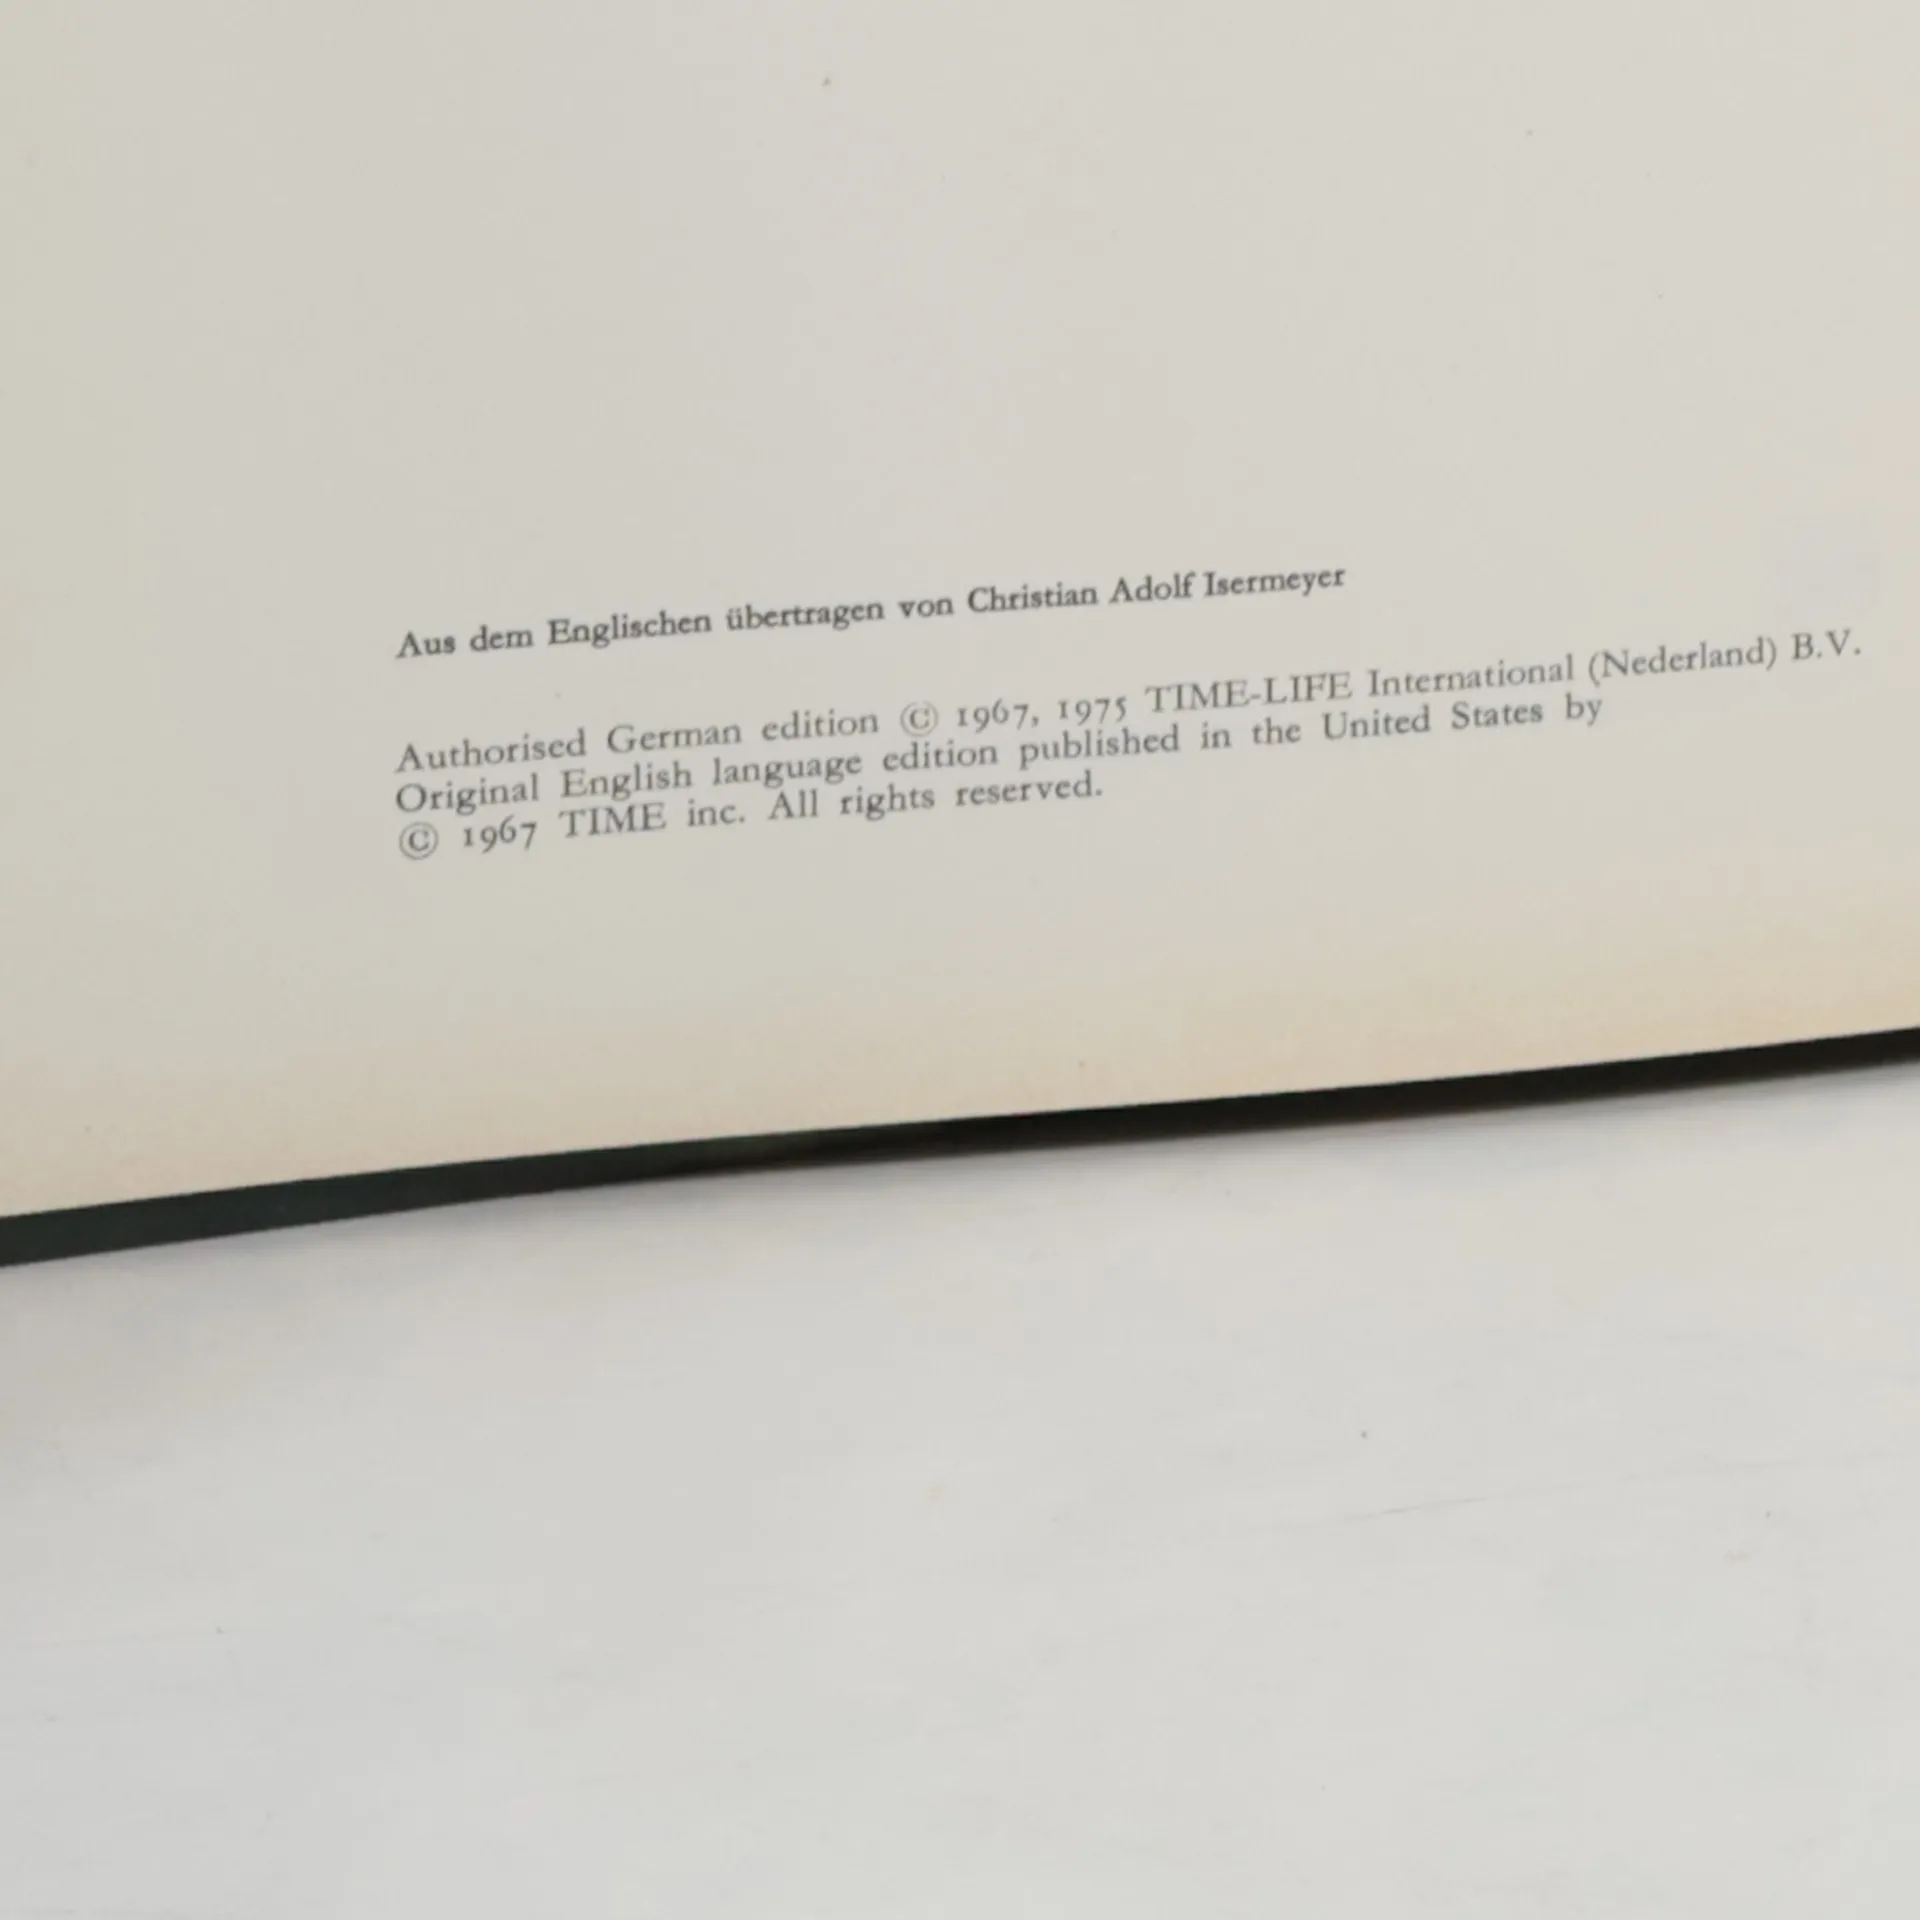 Aus dem Englischen übertragen von Christian Adolf Isermeyer
Authorised German edition © 1967, 1975 TIME-LIFE International (Nederland) B.V.
Original English language edition published in the United States by
© 1967 TIME inc. All rights reserved.